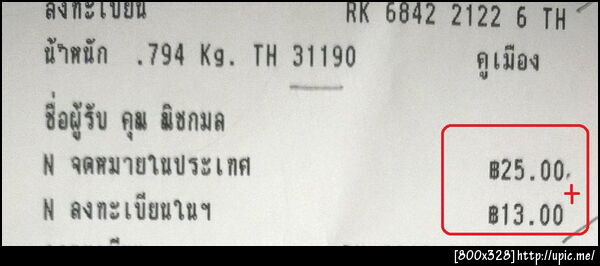 ลงทะเบียน RK 6842 2122 6 TH
น้ำหนัก .794 Kg. TH 31190 คูเมือง
ชื่อผู้รับ คุม มิชกมล
N จดหมายในประเทศ ฿25.00
+
N ลงทะเบียนในฯ ฿13.00
[800x328]http://upic.me/